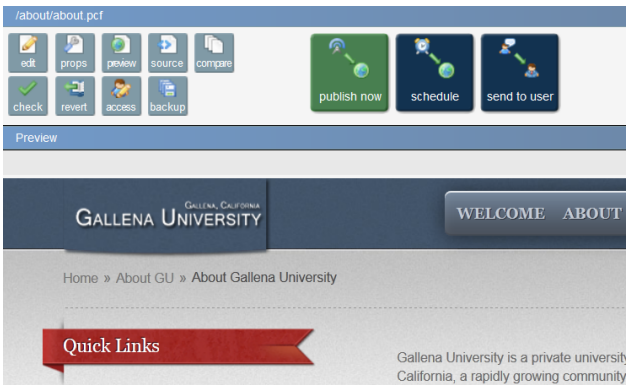 /about/about.pcf
edit props preview source compare
check revert access backup
publish now schedule send to user
Preview
GALLENA, CALIFORNIA
GALLENA UNIVERSITY
WELCOME ABOUT
Home » About GU » About Gallena University
Quick Links
Gallena University is a private university
California, a rapidly growing community